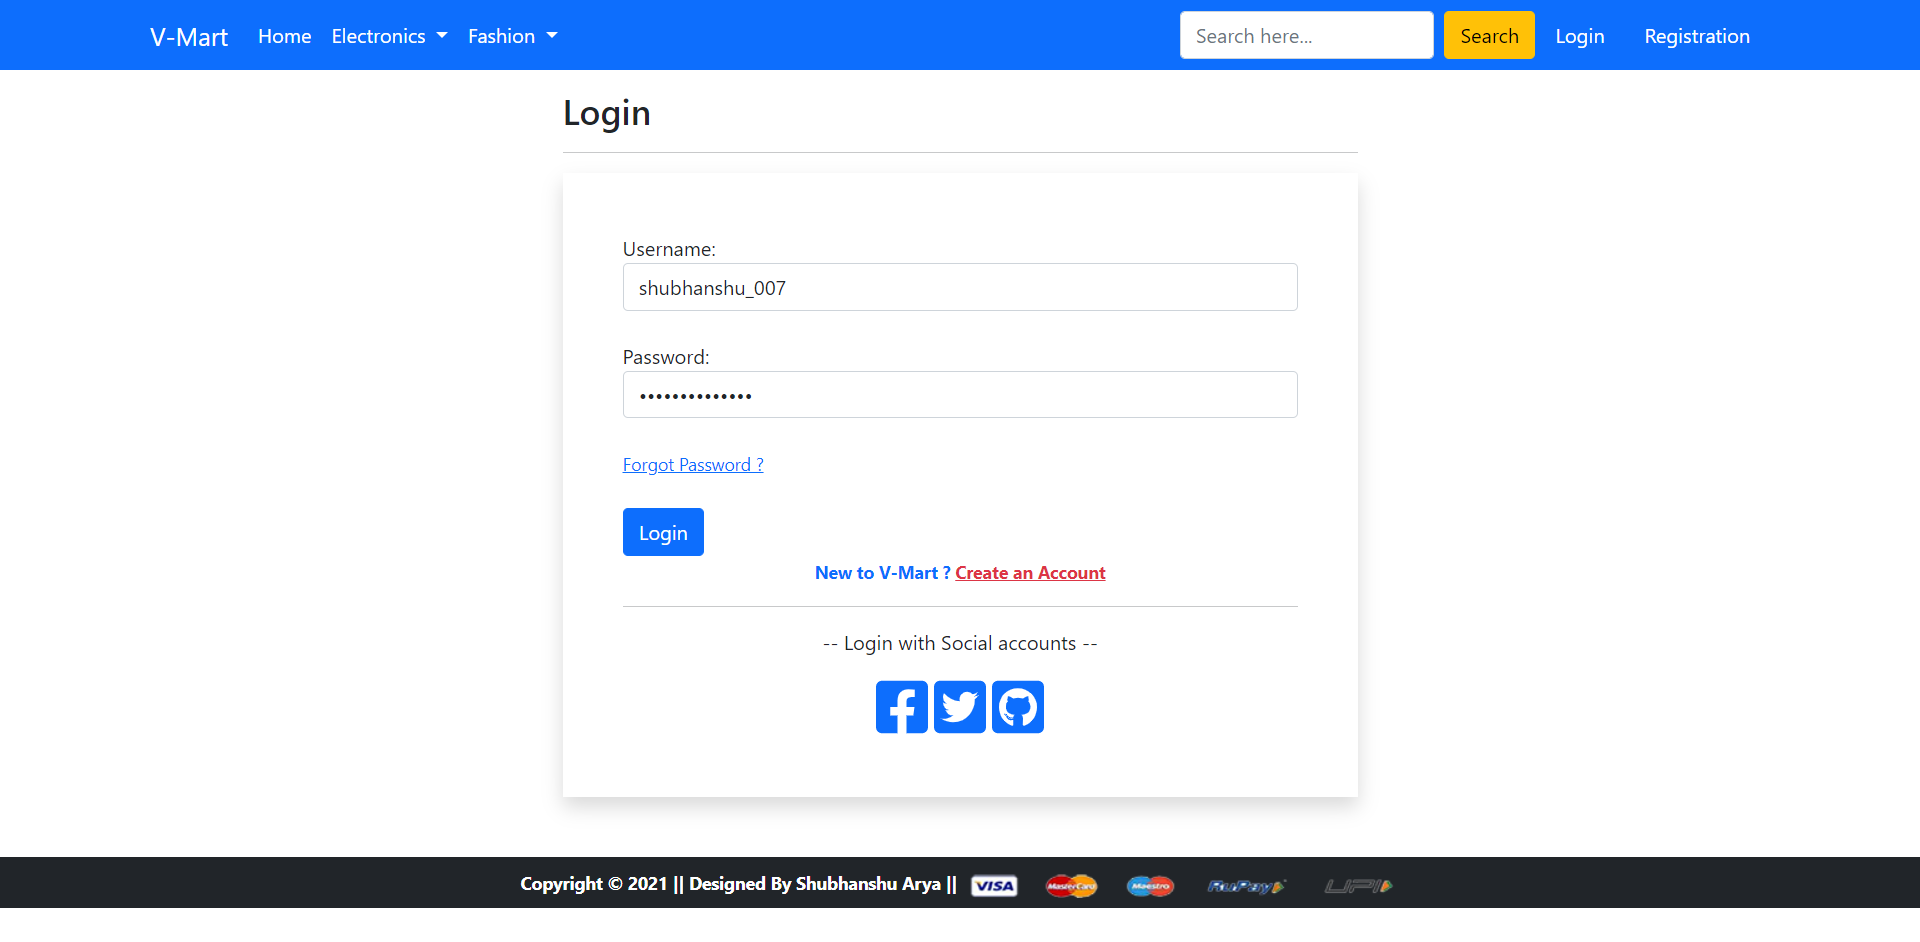 V-Mart Home Electronics Fashion Search here... Search Login Registration
Login
Username:
shubhanshu_007
Password:
••••••••••••••
Forgot Password ?
Login
New to V-Mart ? Create an Account
-- Login with Social accounts --
Copyright © 2021 || Designed By Shubhanshu Arya || VISA MasterCard Maestro RuPay UPI